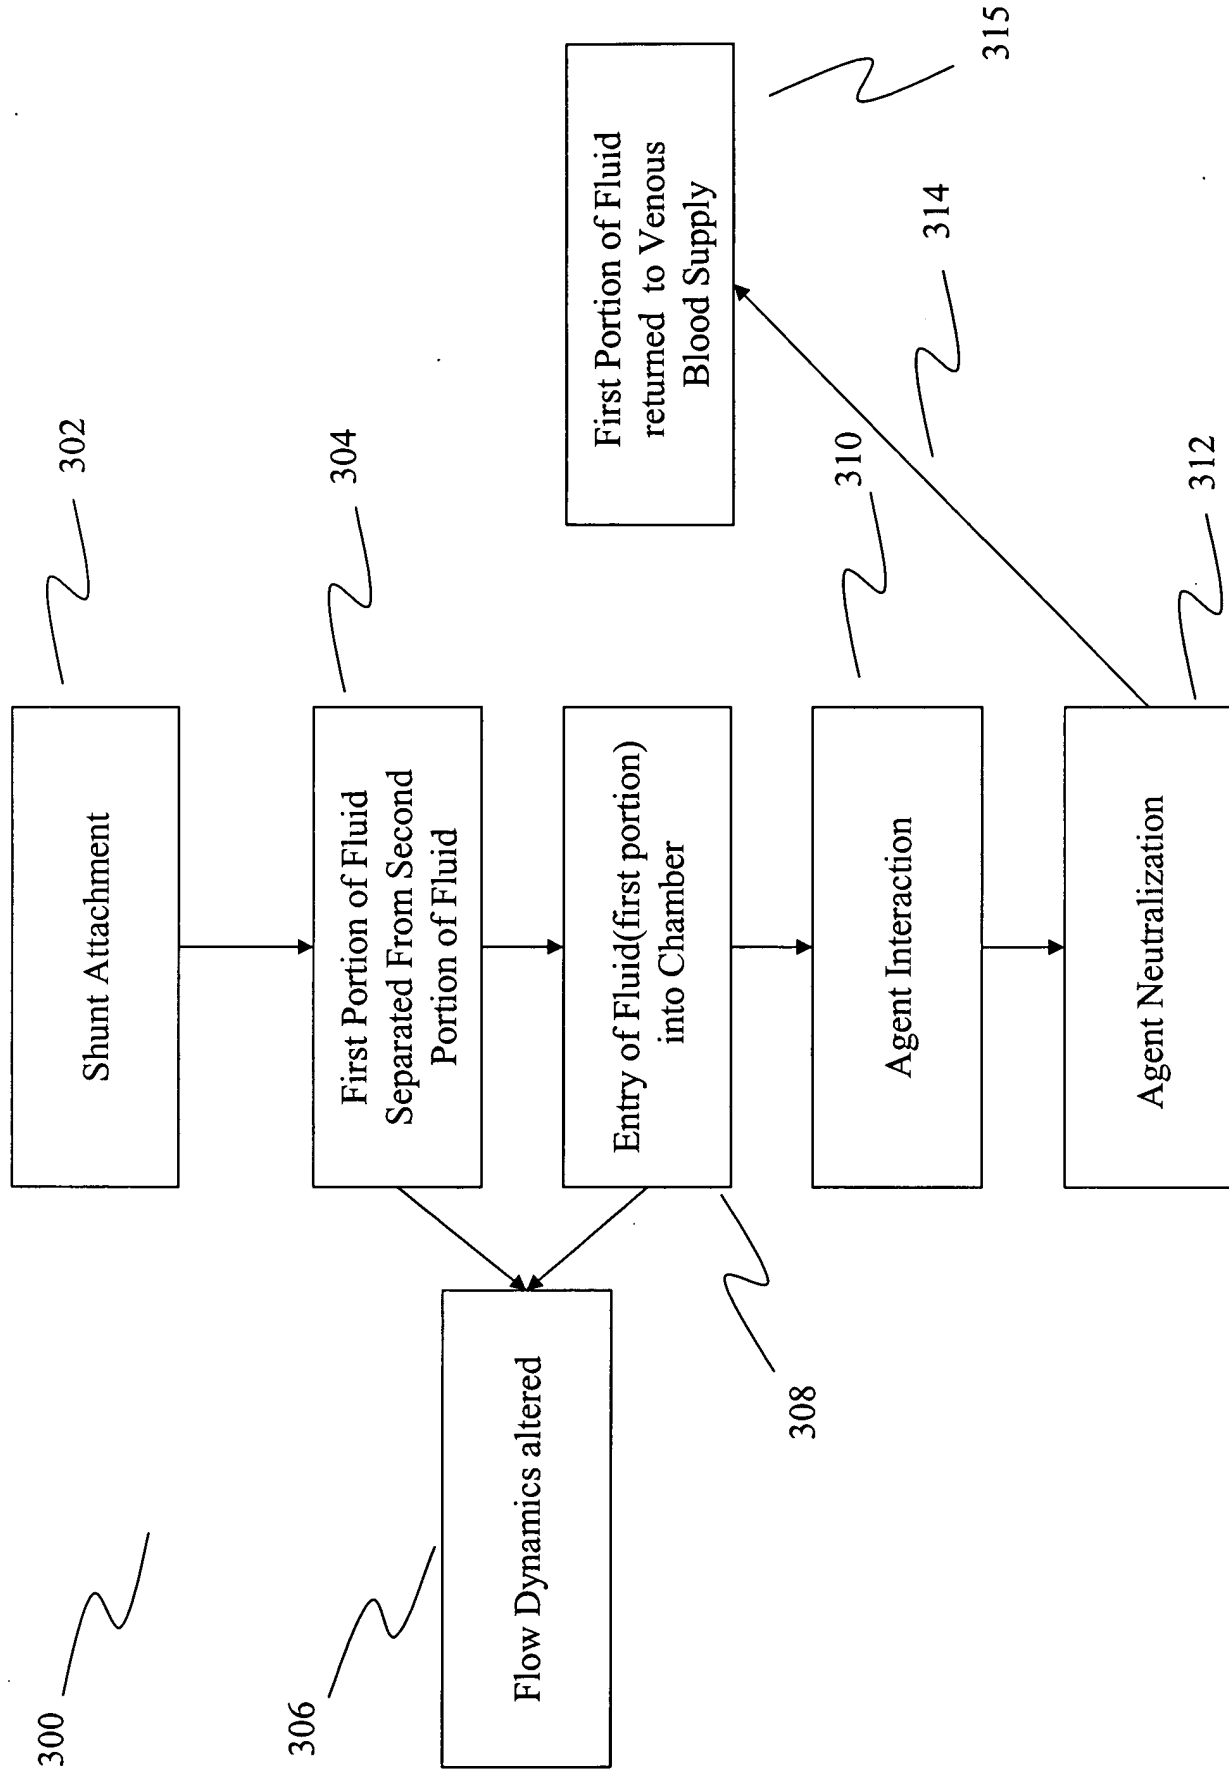 300
302
Shunt Attachment
304
First Portion of Fluid
Separated From Second
Portion of Fluid
306
Flow Dynamics altered
308
Entry of Fluid(first portion)
into Chamber
310
Agent Interaction
312
Agent Neutralization
314
First Portion of Fluid
returned to Venous
Blood Supply
315